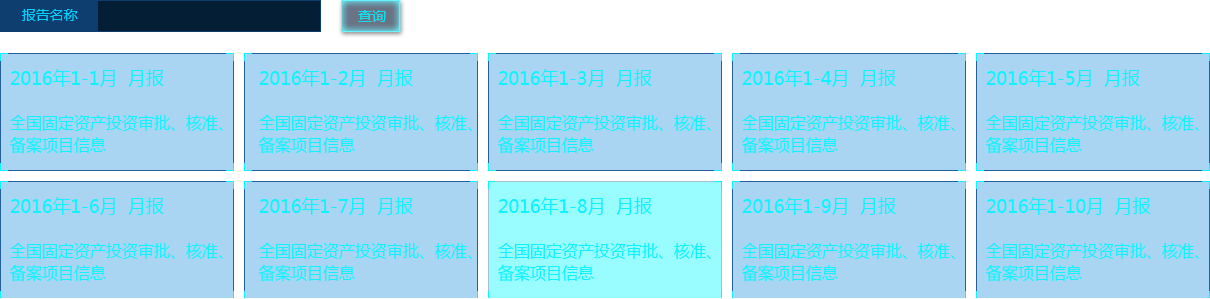 报告名称 查询
2016年1-1月 月报 2016年1-2月 月报 2016年1-3月 月报 2016年1-4月 月报 2016年1-5月 月报
全国固定资产投资审批、核准、 全国固定资产投资审批、核准、 全国固定资产投资审批、核准、 全国固定资产投资审批、核准、 全国固定资产投资审批、核准、
备案项目信息 备案项目信息 备案项目信息 备案项目信息 备案项目信息
2016年1-6月 月报 2016年1-7月 月报 2016年1-8月 月报 2016年1-9月 月报 2016年1-10月 月报
全国固定资产投资审批、核准、 全国固定资产投资审批、核准、 全国固定资产投资审批、核准、 全国固定资产投资审批、核准、 全国固定资产投资审批、核准、
备案项目信息 备案项目信息 备案项目信息 备案项目信息 备案项目信息